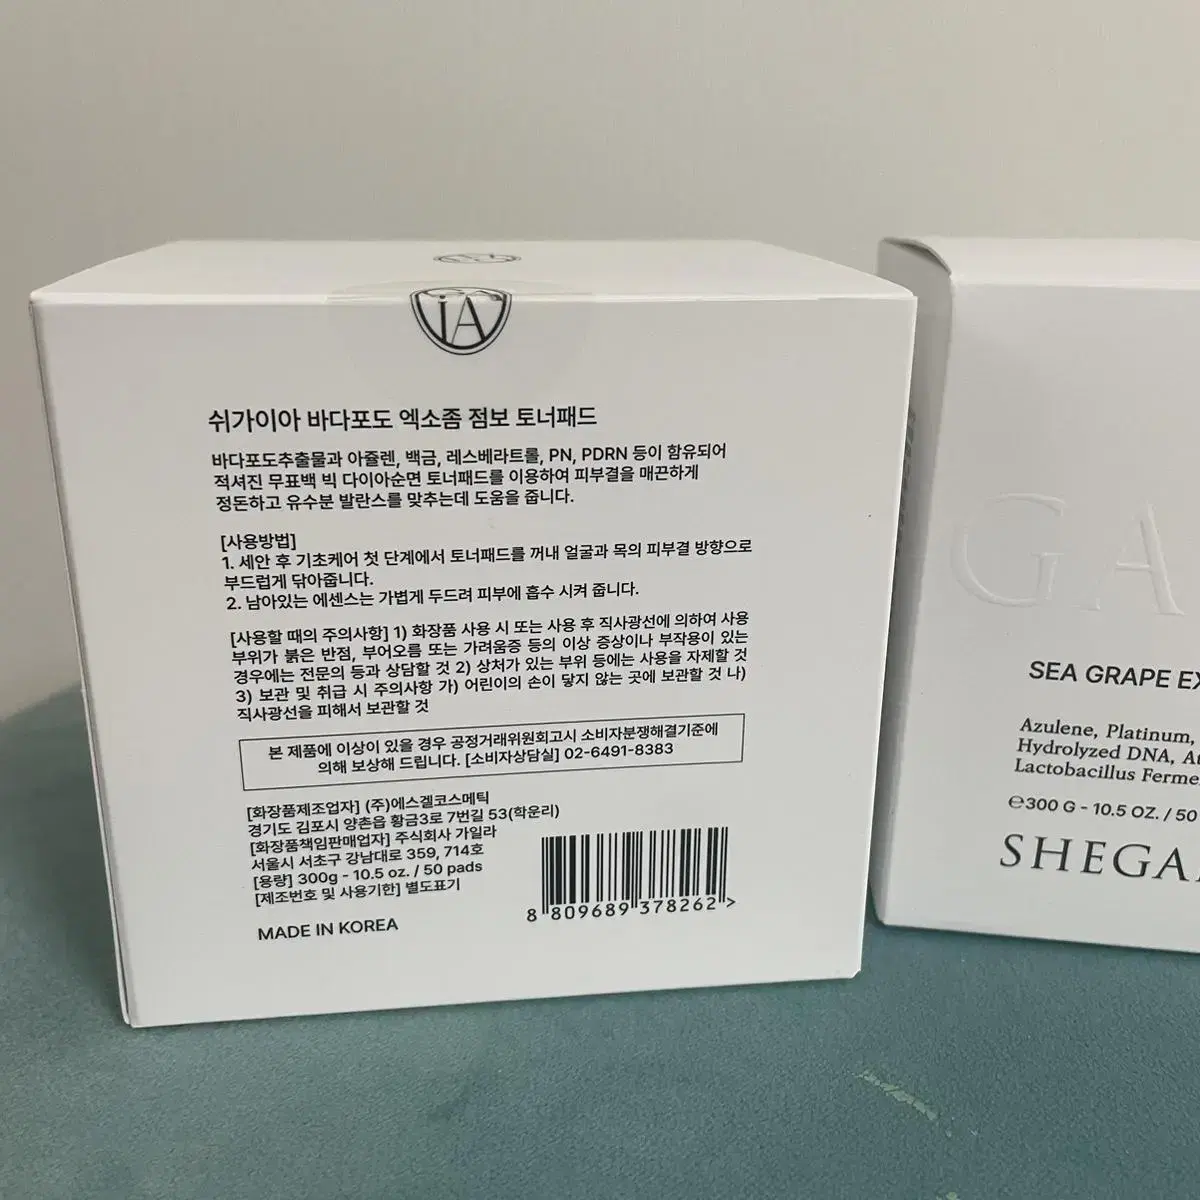 iA
쉬가이아 바다포도 엑소좀 점보 토너패드
바다포도추출물과 아쥴렌, 백금, 레스베라트롤, PN, PDRN 등이 함유되어
적셔진 무표백 빅 다이아순면 토너패드를 이용하여 피부결을 매끈하게
정돈하고 유수분 발란스를 맞추는데 도움을 줍니다.
[사용방법]
1. 세안 후 기초케어 첫 단계에서 토너패드를 꺼내 얼굴과 목의 피부결 방향으로
부드럽게 닦아줍니다.
2. 남아있는 에센스는 가볍게 두드려 피부에 흡수 시켜 줍니다.
[사용할 때의 주의사항] 1) 화장품 사용 시 또는 사용 후 직사광선에 의하여 사용
부위가 붉은 반점, 부어오름 또는 가려움증 등의 이상 증상이나 부작용이 있는
경우에는 전문의 등과 상담할 것 2) 상처가 있는 부위 등에는 사용을 자제할 것
3) 보관 및 취급 시 주의사항 가) 어린이의 손이 닿지 않는 곳에 보관할 것 나)
직사광선을 피해서 보관할 것
본 제품에 이상이 있을 경우 공정거래위원회고시 소비자분쟁해결기준에
의해 보상해 드립니다. [소비자상담실] 02-6491-8383
[화장품제조업자] (주)에스겔코스메틱
경기도 김포시 양촌읍 황금3로 7번길 53(학운리)
[화장품책임판매업자] 주식회사 가일라
서울시 서초구 강남대로 359, 714호
[용량] 300g - 10.5 oz. / 50 pads
[제조번호 및 사용기한] 별도표기
MADE IN KOREA
8 809689 378262 >
GA
SEA GRAPE EX
Azulene, Platinum,
Hydrolyzed DNA,
Lactobacillus Ferme
℮300 G - 10.5 OZ. / 50
SHEGA